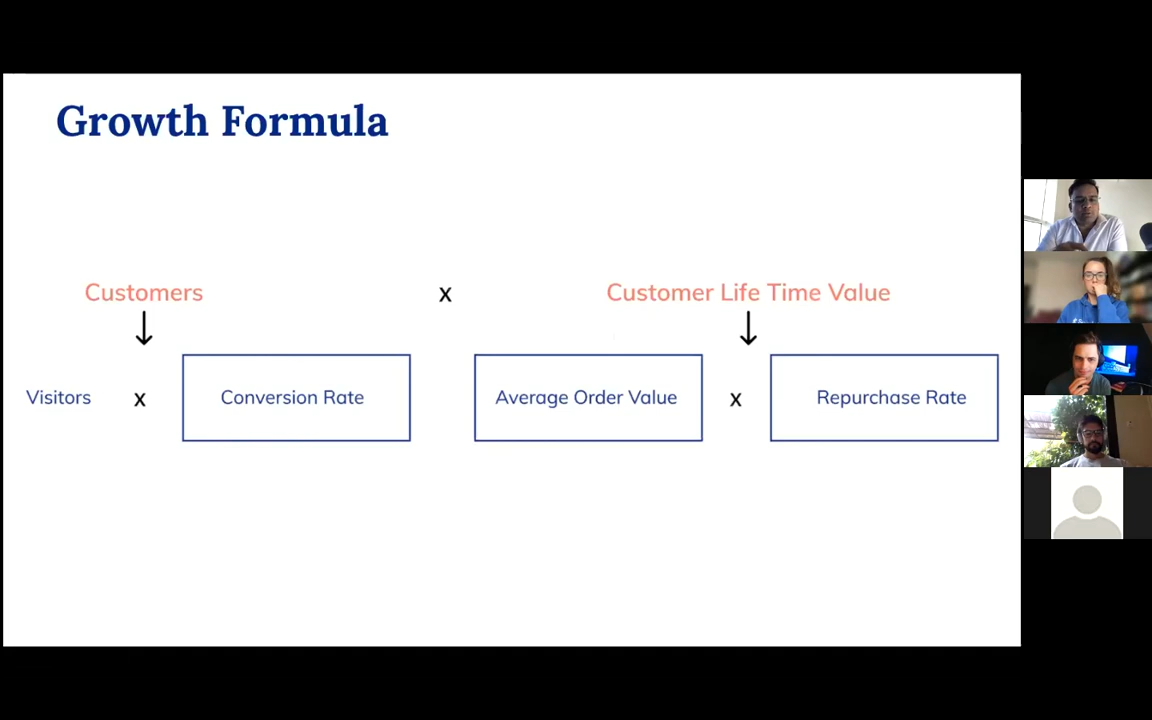 Growth Formula
Customers x Customer Life Time Value
Visitors x Conversion Rate Average Order Value x Repurchase Rate